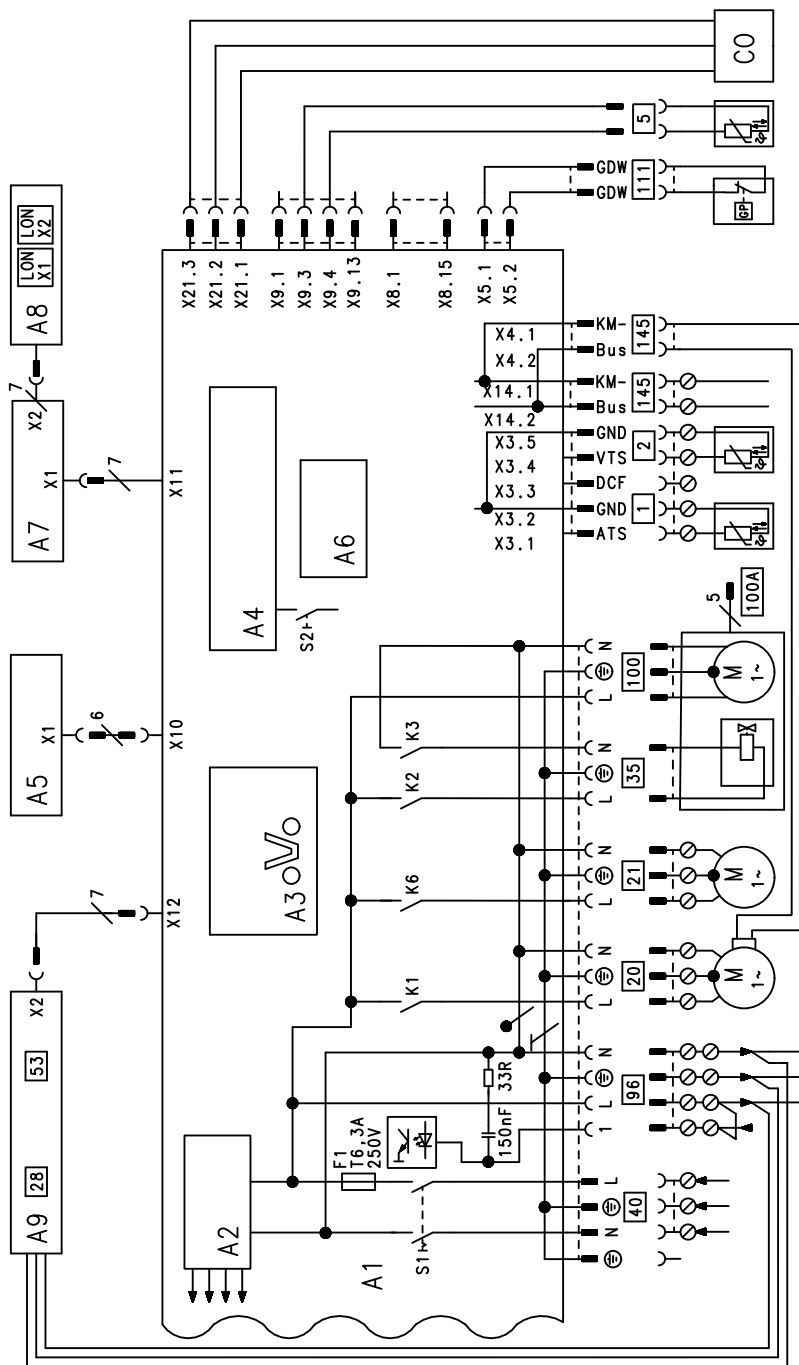 CO
5
GDW
GDW
111
GP
LON
X1
LON
X2
A8
7
X2
X1
A7
7
X11
X21.3
X21.2
X21.1
X9.1
X9.3
X9.4
X9.13
X8.1
X8.15
X5.1
X5.2
X4.1
X4.2
X14.1
X14.2
X3.5
X3.4
X3.3
X3.2
X3.1
KM-
Bus
145
KM-
Bus
145
GND
VTS
2
DCF
GND
ATS
1
A4
A6
S2
5
100A
X1
A5
6
X10
A3
K3
K2
K6
K1
N
L
100
M
1~
N
L
35
N
L
21
M
1~
N
L
20
M
1~
7
X12
X2
53
28
A9
A2
A1
F1
T6,3A
250V
S1
33R
150nF
N
L
1
96
L
N
40